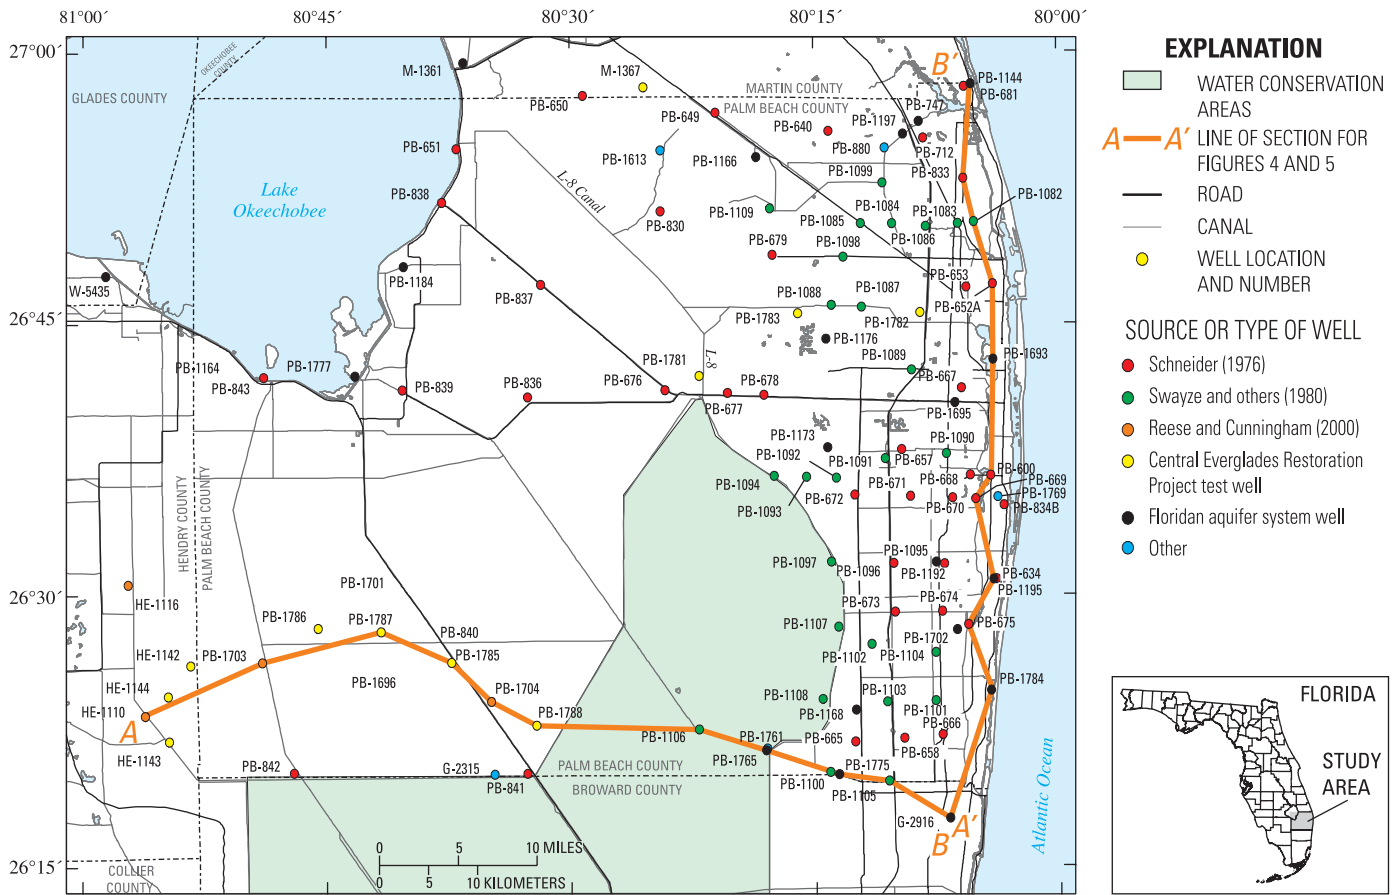 81°00´
80°45´
80°30´
80°15´
80°00´
27°00´
26°45´
26°30´
26°15´
OKEECHOBEE
COUNTY
GLADES COUNTY
M-1361
M-1367
MARTIN COUNTY
PALM BEACH COUNTY
B´
PB-1144
PB-681
PB-650
PB-649
PB-640
PB-1197
PB-747
PB-712
PB-651
PB-1613
PB-1166
PB-880
PB-1099
PB-833
Lake
Okeechobee
L-8 Canal
PB-838
PB-830
PB-1109
PB-1085
PB-1084
PB-1083
PB-1082
PB-1086
PB-679
PB-1098
W-5435
PB-1184
PB-837
PB-653
PB-652A
PB-1088
PB-1087
PB-1783
PB-1782
PB-1176
L-8
PB-1693
PB-1164
PB-1777
PB-843
PB-839
PB-836
PB-676
PB-1781
PB-677
PB-678
PB-1089
PB-667
PB-1695
PB-1173
PB-1092
PB-1091
PB-657
PB-1090
PB-1094
PB-1093
PB-672
PB-671
PB-668
PB-670
PB-600
PB-669
PB-1769
PB-834B
HENDRY COUNTY
PALM BEACH COUNTY
PB-1097
PB-1096
PB-1095
PB-1192
PB-634
PB-1195
HE-1116
PB-1701
PB-1786
PB-1787
PB-840
PB-1785
PB-673
PB-674
PB-675
PB-1107
PB-1102
PB-1104
PB-1702
HE-1142
PB-1703
HE-1144
HE-1110
A
HE-1143
PB-1696
PB-1704
PB-1788
PB-1108
PB-1168
PB-1103
PB-1101
PB-666
PB-1784
PB-1106
PB-1761
PB-1765
PB-665
PB-658
PB-842
G-2315
PB-841
PALM BEACH COUNTY
BROWARD COUNTY
PB-1100
PB-1775
PB-1105
G-2916
B
A´
Atlantic Ocean
COLLIER
COUNTY
0 5 10 MILES
0 5 10 KILOMETERS
EXPLANATION
WATER CONSERVATION
AREAS
A A´ LINE OF SECTION FOR
FIGURES 4 AND 5
ROAD
CANAL
WELL LOCATION
AND NUMBER
SOURCE OR TYPE OF WELL
Schneider (1976)
Swayze and others (1980)
Reese and Cunningham (2000)
Central Everglades Restoration
Project test well
Floridan aquifer system well
Other
FLORIDA
STUDY
AREA